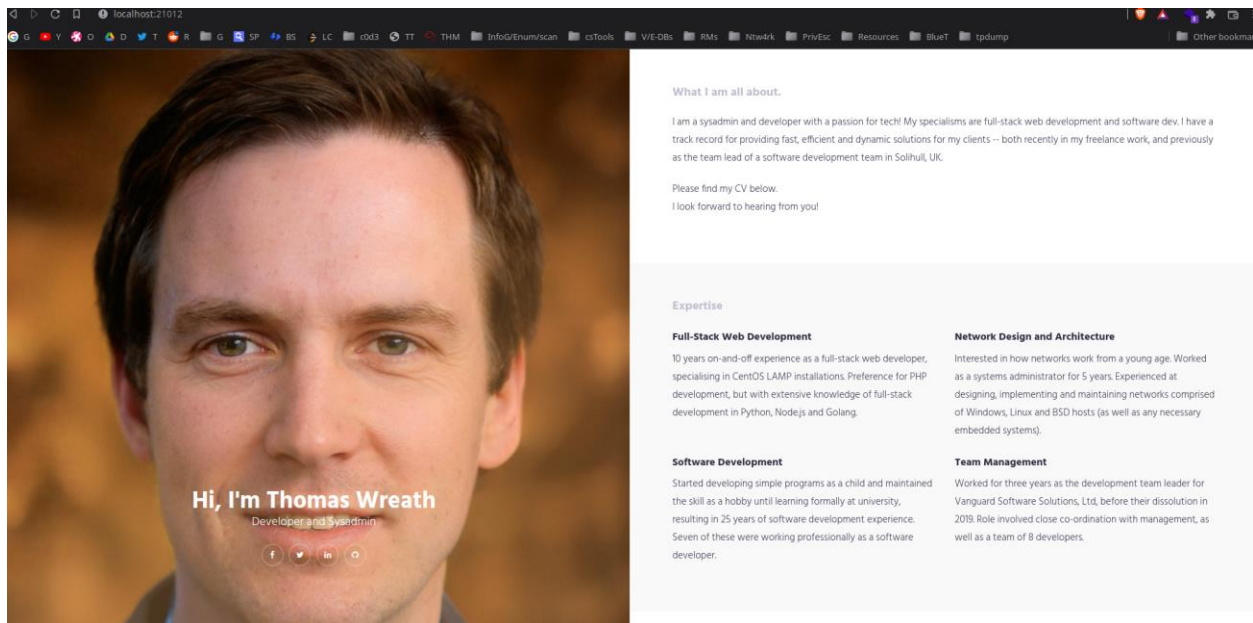 localhost:21012
G Y O D T R G SP BS LC c0d3 TT THM InfoG/Enum/scan csTools V/E-DBs RMs Ntw4rk PrivEsc Resources BlueT tpdump Other bookma
What I am all about.
I am a sysadmin and developer with a passion for tech! My specialisms are full-stack web development and software dev. I have a
track record for providing fast, efficient and dynamic solutions for my clients -- both recently in my freelance work, and previously
as the team lead of a software development team in Solihull, UK.
Please find my CV below.
I look forward to hearing from you!
Expertise
Full-Stack Web Development
10 years on-and-off experience as a full-stack web developer,
specialising in CentOS LAMP installations. Preference for PHP
development, but with extensive knowledge of full-stack
development in Python, Node.js and Golang.
Network Design and Architecture
Interested in how networks work from a young age. Worked
as a systems administrator for 5 years. Experienced at
designing, implementing and maintaining networks comprised
of Windows, Linux and BSD hosts (as well as any necessary
embedded systems).
Software Development
Started developing simple programs as a child and maintained
the skill as a hobby until learning formally at university,
resulting in 25 years of software development experience.
Seven of these were working professionally as a software
developer.
Team Management
Worked for three years as the development team leader for
Vanguard Software Solutions, Ltd, before their dissolution in
2019. Role involved close co-ordination with management, as
well as a team of 8 developers.
Hi, I'm Thomas Wreath
Developer and Sysadmin